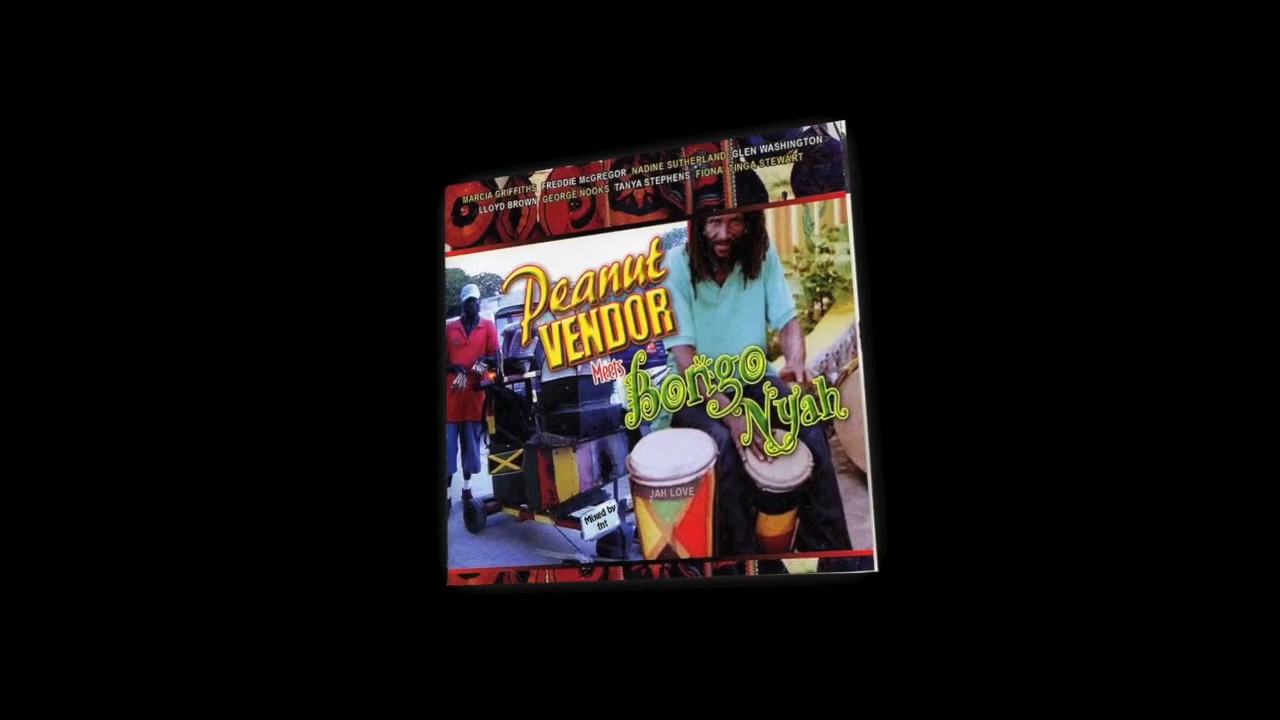 MARCIA GRIFFITHS FREDDIE McGREGOR NADINE SUTHERLAND GLEN WASHINGTON
LLOYD BROWN GEORGE NOOKS TANYA STEPHENS FIONA TINGA STEWART
Peanut
VENDOR
Meets
Bongo
Nyah
JAH LOVE
Mixed by
fnt